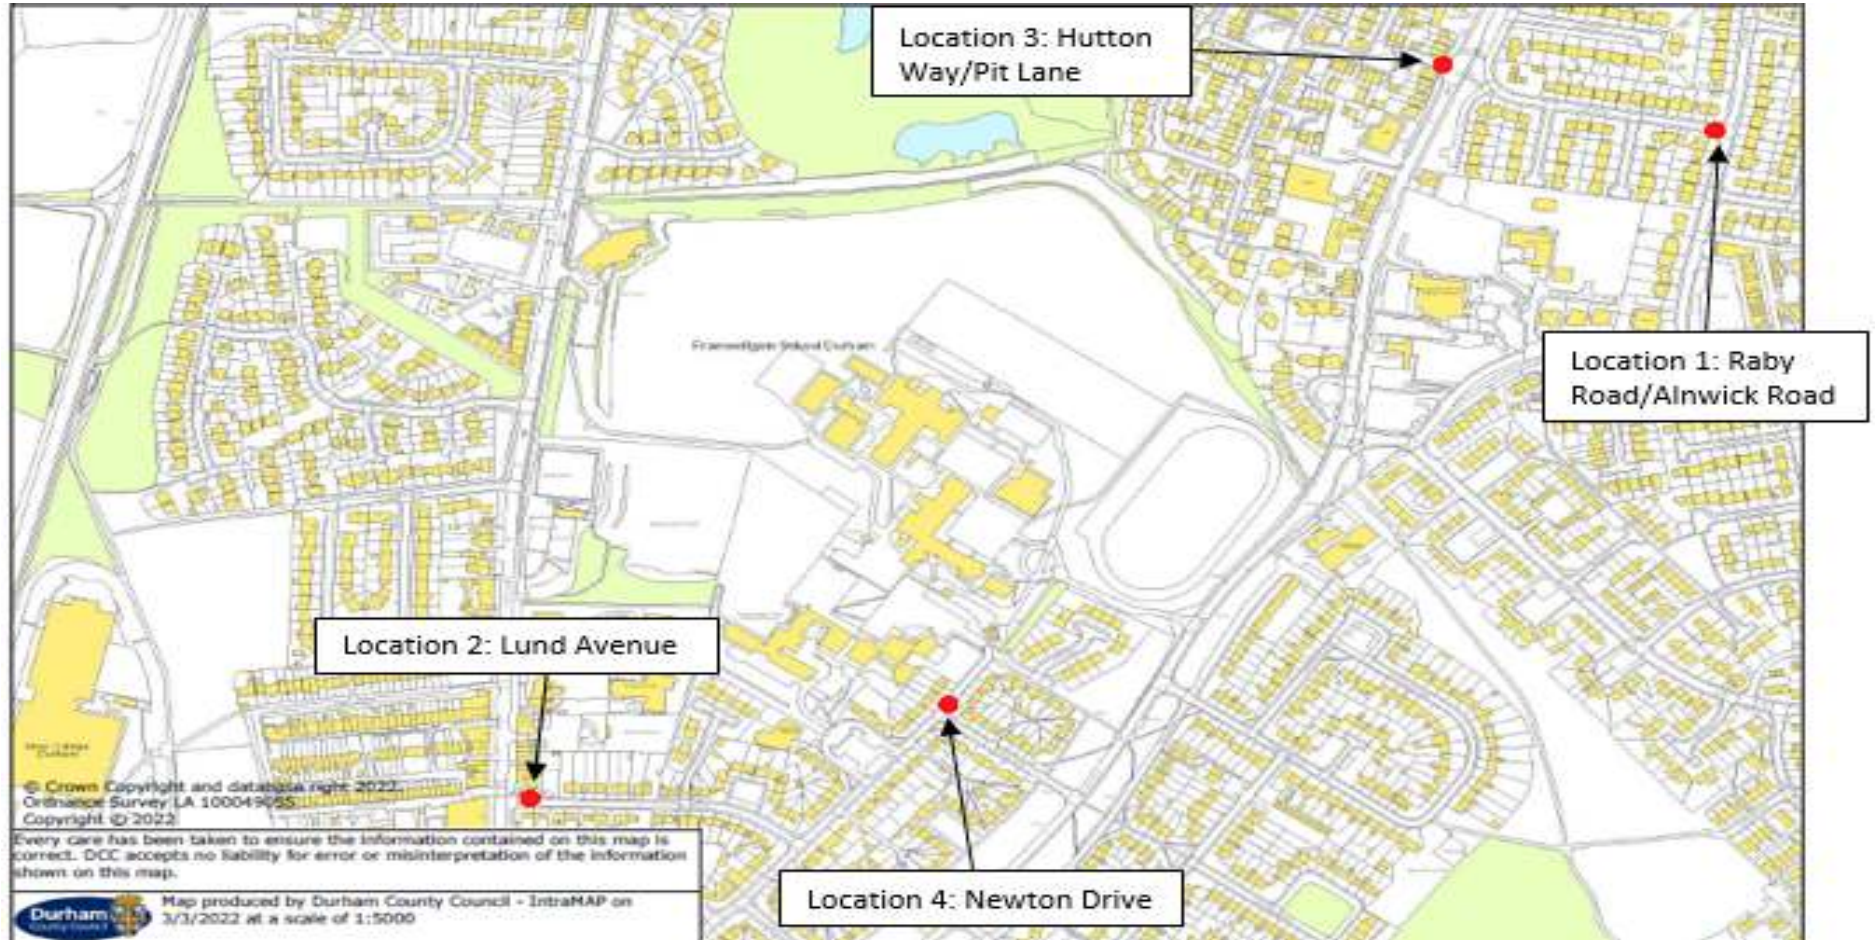 Location 3: Hutton
Way/Pit Lane
Framwellgate School Durham
Location 1: Raby
Road/Alnwick Road
Location 2: Lund Avenue
© Crown Copyright and database right 2022.
Ordnance Survey LA 100049055
Copyright © 2022
Every care has been taken to ensure the information contained on this map is
correct. DCC accepts no liability for error or misinterpretation of the information
shown on this map.
Location 4: Newton Drive
Durham
County Council
Map produced by Durham County Council - IntraMAP on
3/3/2022 at a scale of 1:5000